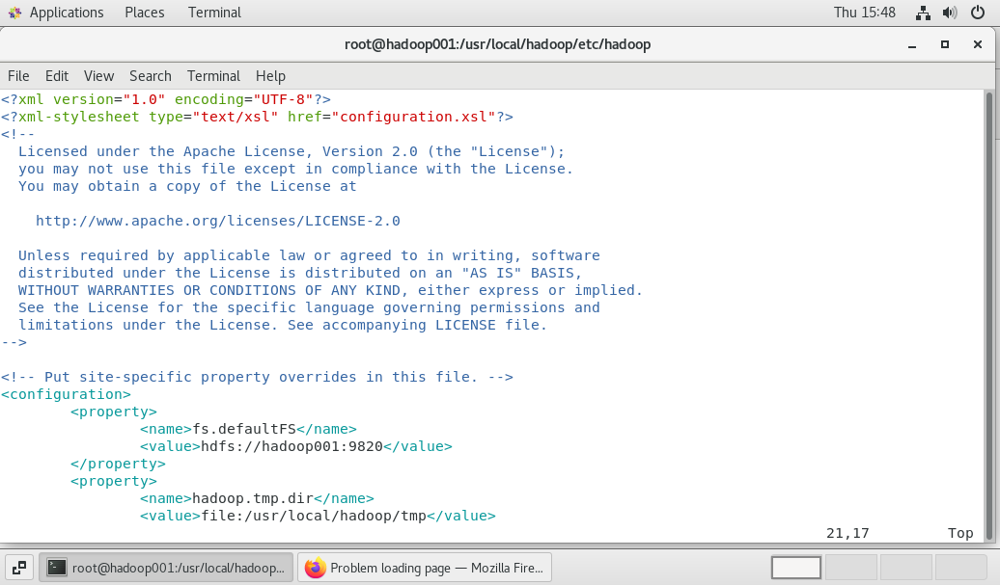 Applications Places Terminal Thu 15:48
root@hadoop001:/usr/local/hadoop/etc/hadoop
File Edit View Search Terminal Help
<?xml version="1.0" encoding="UTF-8"?>
<?xml-stylesheet type="text/xsl" href="configuration.xsl"?>
<!--
  Licensed under the Apache License, Version 2.0 (the "License");
  you may not use this file except in compliance with the License.
  You may obtain a copy of the License at

    http://www.apache.org/licenses/LICENSE-2.0

  Unless required by applicable law or agreed to in writing, software
  distributed under the License is distributed on an "AS IS" BASIS,
  WITHOUT WARRANTIES OR CONDITIONS OF ANY KIND, either express or implied.
  See the License for the specific language governing permissions and
  limitations under the License. See accompanying LICENSE file.
-->

<!-- Put site-specific property overrides in this file. -->
<configuration>
        <property>
                <name>fs.defaultFS</name>
                <value>hdfs://hadoop001:9820</value>
        </property>
        <property>
                <name>hadoop.tmp.dir</name>
                <value>file:/usr/local/hadoop/tmp</value>
21,17 Top
root@hadoop001:/usr/local/hadoop... Problem loading page — Mozilla Fire...